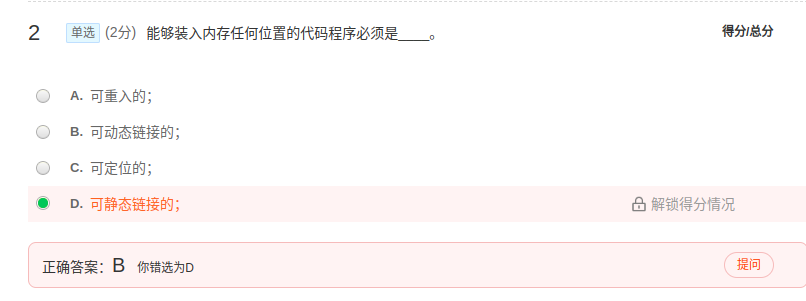 2 单选 (2分) 能够装入内存任何位置的代码程序必须是____。 得分/总分
A. 可重入的;
B. 可动态链接的;
C. 可定位的;
D. 可静态链接的; 解锁得分情况
正确答案：B 你错选为D 提问